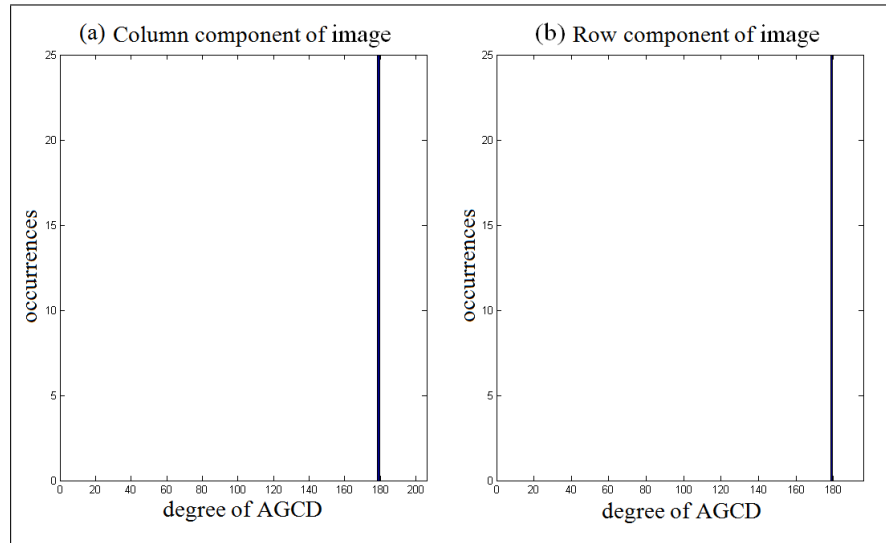 (a) Column component of image
25
20
15
10
5
0
occurrences
0 20 40 60 80 100 120 140 160 180 200
degree of AGCD
(b) Row component of image
25
20
15
10
5
0
occurrences
0 20 40 60 80 100 120 140 160 180
degree of AGCD